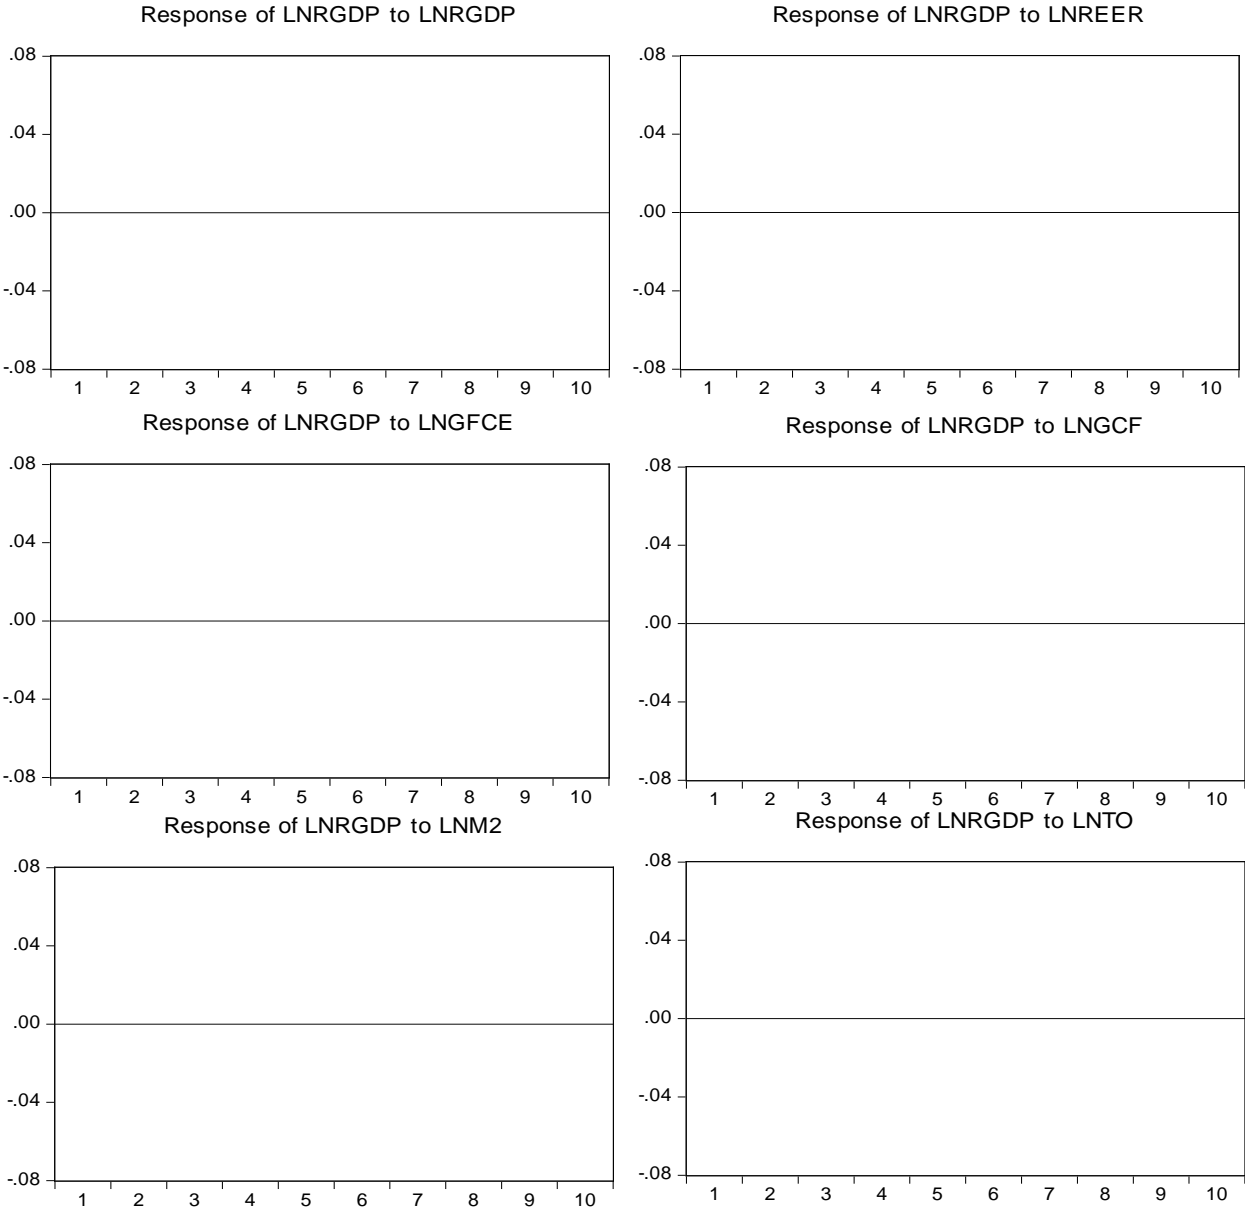 Response of LNRGDP to LNRGDP
.08
.04
.00
-.04
-.08
1 2 3 4 5 6 7 8 9 10
Response of LNRGDP to LNREER
.08
.04
.00
-.04
-.08
1 2 3 4 5 6 7 8 9 10
Response of LNRGDP to LNGFCE
.08
.04
.00
-.04
-.08
1 2 3 4 5 6 7 8 9 10
Response of LNRGDP to LNGCF
.08
.04
.00
-.04
-.08
1 2 3 4 5 6 7 8 9 10
Response of LNRGDP to LNM2
.08
.04
.00
-.04
-.08
1 2 3 4 5 6 7 8 9 10
Response of LNRGDP to LNTO
.08
.04
.00
-.04
-.08
1 2 3 4 5 6 7 8 9 10